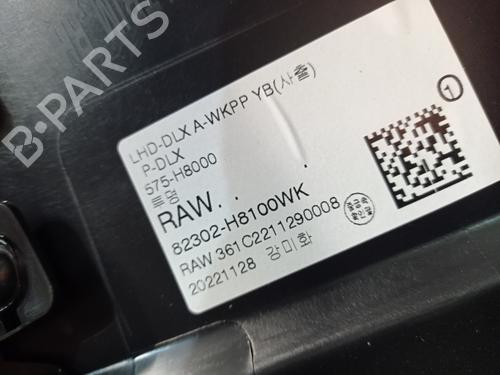 LHD-DLX A-WKPP YB(사출)
P-DLX
575-H8000
투명
RAW. . .
82302-H8100WK
RAW 361C2211290008
20221128 강미화
1
B-PARTS